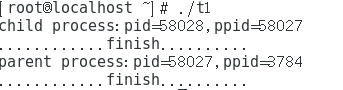 [root@localhost ~]# ./t1
child process:pid=58028,ppid=58027
............finish..........
parent process:pid=58027,ppid=3784
............finish..........